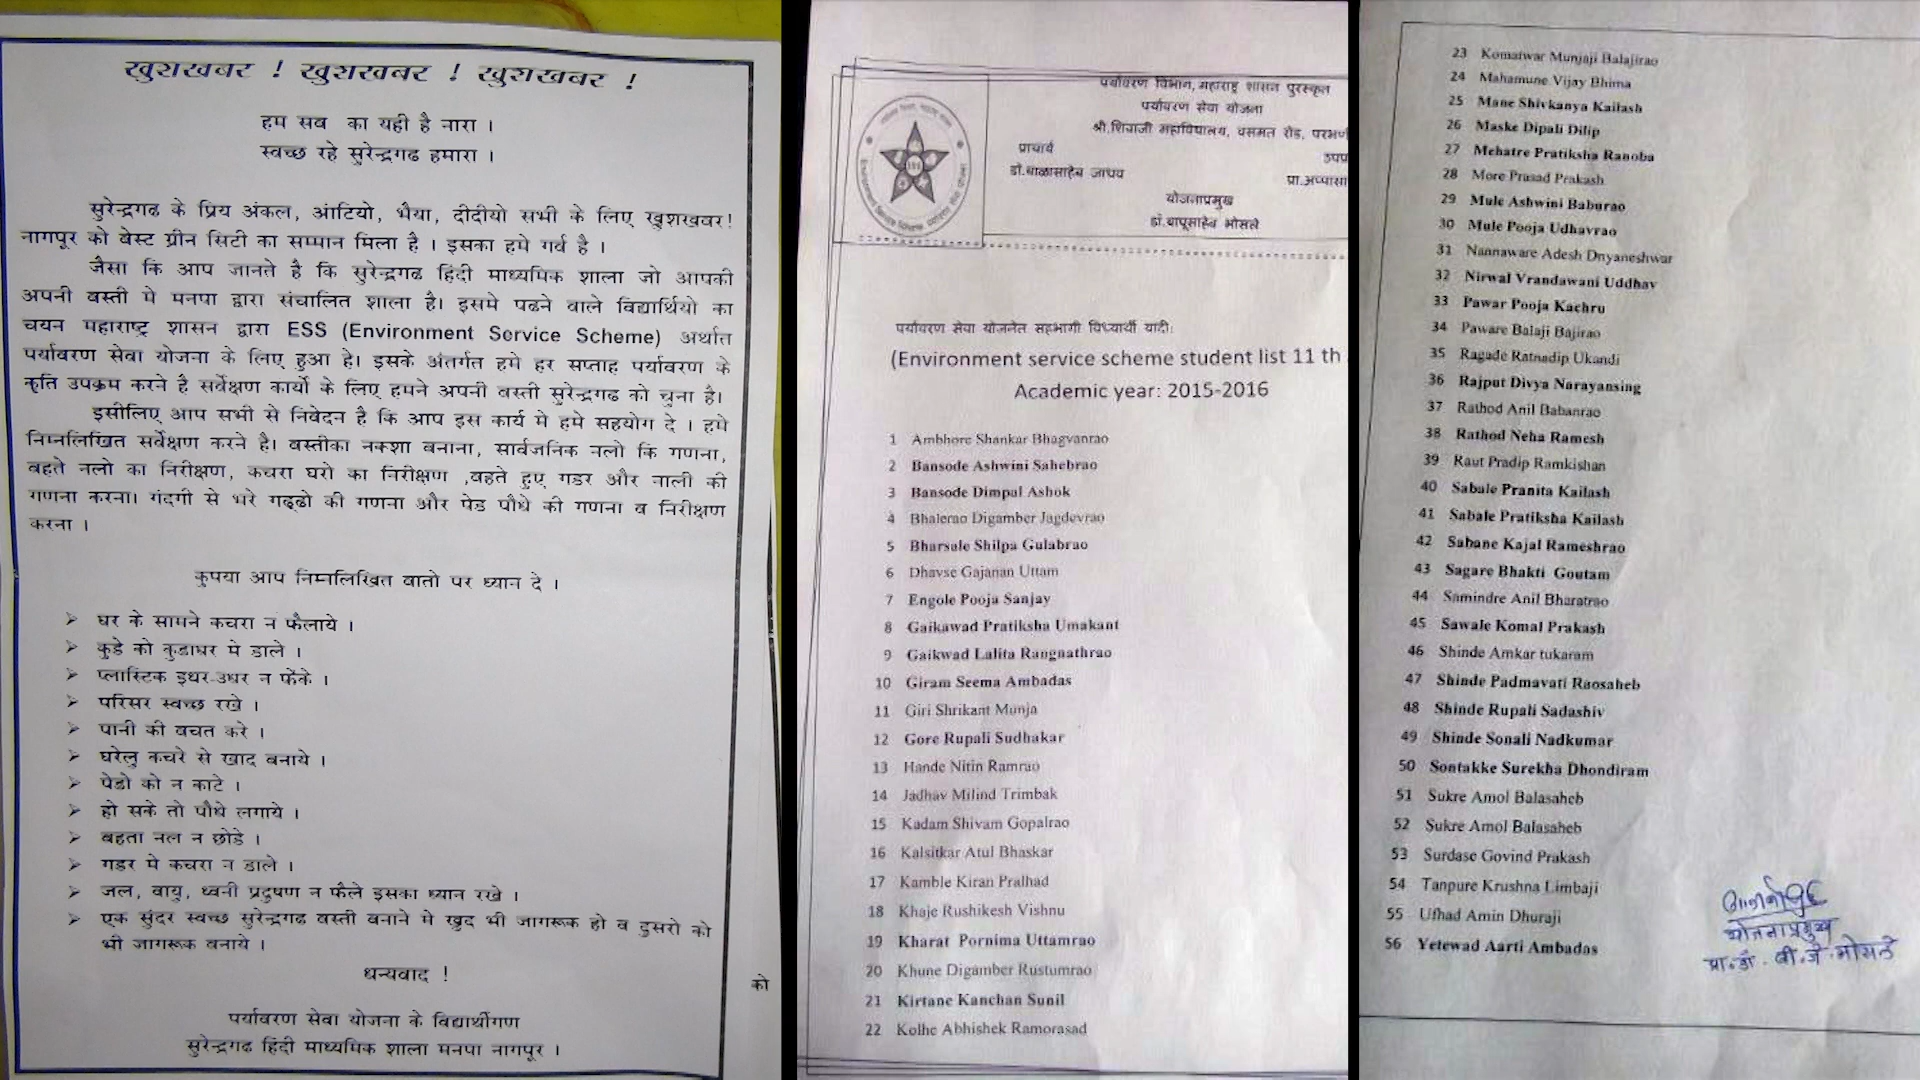 खुशखबर ! खुशखबर ! खुशखबर !
हम सब का यही है नारा ।
स्वच्छ रहे सुरेन्द्रगढ हमारा ।
सुरेन्द्रगढ के प्रिय अंकल, आंटियो, भैया, दीदीयो सभी के लिए खुशखबर!
नागपूर को बेस्ट ग्रीन सिटी का सम्मान मिला है । इसका हमे गर्व है ।
जैसा कि आप जानते है कि सुरेन्द्रगढ हिंदी माध्यमिक शाला जो आपकी
अपनी बस्ती मे मनपा द्वारा संचालित शाला है। इसमे पढने वाले विद्यार्थियो का
चयन महाराष्ट्र शासन द्वारा ESS (Environment Service Scheme) अर्थात
पर्यावरण सेवा योजना के लिए हुआ हे। इसके अंतर्गत हमे हर सप्ताह पर्यावरण के
कृति उपक्रम करने है सर्वेक्षण कार्यो के लिए हमने अपनी वस्ती सुरेन्द्रगढ को चुना है।
इसीलिए आप सभी से निवेदन है कि आप इस कार्य मे हमे सहयोग दे । हमे
निम्नलिखित सर्वेक्षण करने है। वस्तीका नक्शा बनाना, सार्वजनिक नलो कि गणना,
बहते नलो का निरीक्षण, कचरा घरो का निरीक्षण ,वहते हुए गडर और नाली की
गणना करना। गंदगी से भरे गढ्ढो की गणना और पेड पौधे की गणना व निरीक्षण
करना ।
कुपया आप निम्नलिखित वातो पर ध्यान दे ।
➢ घर के सामने कचरा न फैलाये ।
➢ कुडे को कुडाघर मे डाले ।
➢ प्लास्टिक इधर-उधर न फेंके ।
➢ परिसर स्वच्छ रखे ।
➢ पानी की बचत करे ।
➢ घरेलु कचरे से खाद बनाये ।
➢ पेडो को न काटे ।
➢ हो सके तो पौधे लगाये ।
➢ बहता नल न छोडे ।
➢ गडर मे कचरा न डाले ।
➢ जल, वायु, ध्वनी प्रदुषण न फैले इसका ध्यान रखे ।
➢ एक सुंदर स्वच्छ सुरेन्द्रगढ वस्ती बनाने मे खुद भी जागरूक हो व दुसरो को
भी जागरूक बनाये ।
धन्यवाद !
को
पर्यावरण सेवा योजना के विद्यार्थीगण
सुरेन्द्रगढ हिंदी माध्यमिक शाला मनपा नागपूर ।
पर्यावरण विभाग, महाराष्ट्र शासन पुरस्कृत
पर्यावरण सेवा योजना
श्री.शिवाजी महाविद्यालय, वसमत रोड, परभणी
प्राचार्य
उपप्रा
डॉ.बाळासाहेब जाधव
प्रा.अप्पासा
योजनाप्रमुख
डॉ.बापूसाहेब भोसले
पर्यावरण सेवा योजनेत सहभागी विध्यार्थी यादी:
(Environment service scheme student list 11 th
Academic year: 2015-2016
1 Ambhore Shankar Bhagvanrao
2 Bansode Ashwini Sahebrao
3 Bansode Dimpal Ashok
4 Bhalerao Digamber Jagdevrao
5 Bharsale Shilpa Gulabrao
6 Dhavse Gajanan Uttam
7 Engole Pooja Sanjay
8 Gaikawad Pratiksha Umakant
9 Gaikwad Lalita Rangnathrao
10 Giram Seema Ambadas
11 Giri Shrikant Munja
12 Gore Rupali Sudhakar
13 Hande Nitin Ramrao
14 Jadhav Milind Trimbak
15 Kadam Shivam Gopalrao
16 Kalsitkar Atul Bhaskar
17 Kamble Kiran Pralhad
18 Khaje Rushikesh Vishnu
19 Kharat Pornima Uttamrao
20 Khune Digamber Rustumrao
21 Kirtane Kanchan Sunil
22 Kolhe Abhishek Ramorasad
23 Komatwar Munjaji Balajirao
24 Mahamune Vijay Bhima
25 Mane Shivkanya Kailash
26 Maske Dipali Dilip
27 Mehatre Pratiksha Ranoba
28 More Prasad Prakash
29 Mule Ashwini Baburao
30 Mule Pooja Udhavrao
31 Nannaware Adesh Dnyaneshwar
32 Nirwal Vrandawani Uddhav
33 Pawar Pooja Kachru
34 Paware Balaji Bajirao
35 Ragade Ratnadip Ukandi
36 Rajput Divya Narayansing
37 Rathod Anil Babanrao
38 Rathod Neha Ramesh
39 Raut Pradip Ramkishan
40 Sabale Pranita Kailash
41 Sabale Pratiksha Kailash
42 Sabane Kajal Rameshrao
43 Sagare Bhakti Goutam
44 Samindre Anil Bharatrao
45 Sawale Komal Prakash
46 Shinde Amkar tukaram
47 Shinde Padmavati Raosaheb
48 Shinde Rupali Sadashiv
49 Shinde Sonali Nadkumar
50 Sontakke Surekha Dhondiram
51 Sukre Amol Balasaheb
52 Sukre Amol Balasaheb
53 Surdase Govind Prakash
54 Tanpure Krushna Limbaji
55 Ufhad Amin Dhuraji
56 Yetewad Aarti Ambadas
योजनाप्रमुख
प्रा.डॉ. बी.जे.भोसले